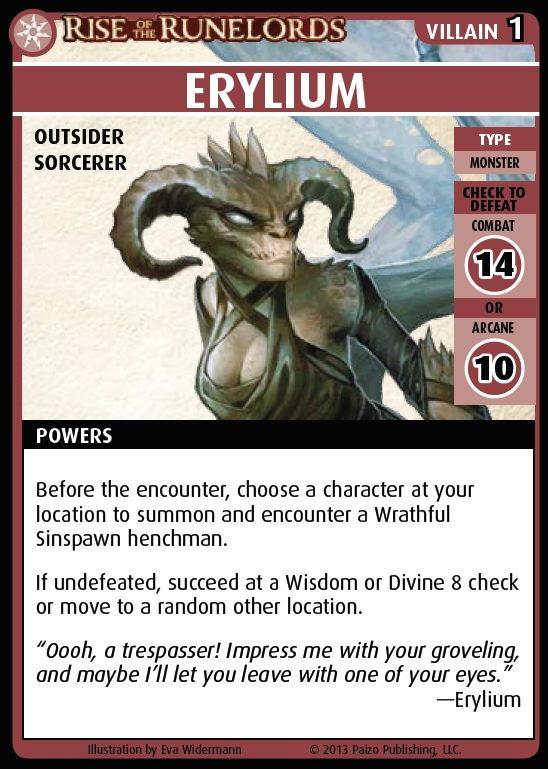 RISE OF THE RUNELORDS
VILLAIN 1
ERYLIUM
OUTSIDER
SORCERER
TYPE
MONSTER
CHECK TO
DEFEAT
COMBAT
14
OR
ARCANE
10
POWERS
Before the encounter, choose a character at your
location to summon and encounter a Wrathful
Sinspawn henchman.
If undefeated, succeed at a Wisdom or Divine 8 check
or move to a random other location.
“Oooh, a trespasser! Impress me with your groveling,
and maybe I’ll let you leave with one of your eyes.”
—Erylium
Illustration by Eva Widermann
© 2013 Paizo Publishing, LLC.